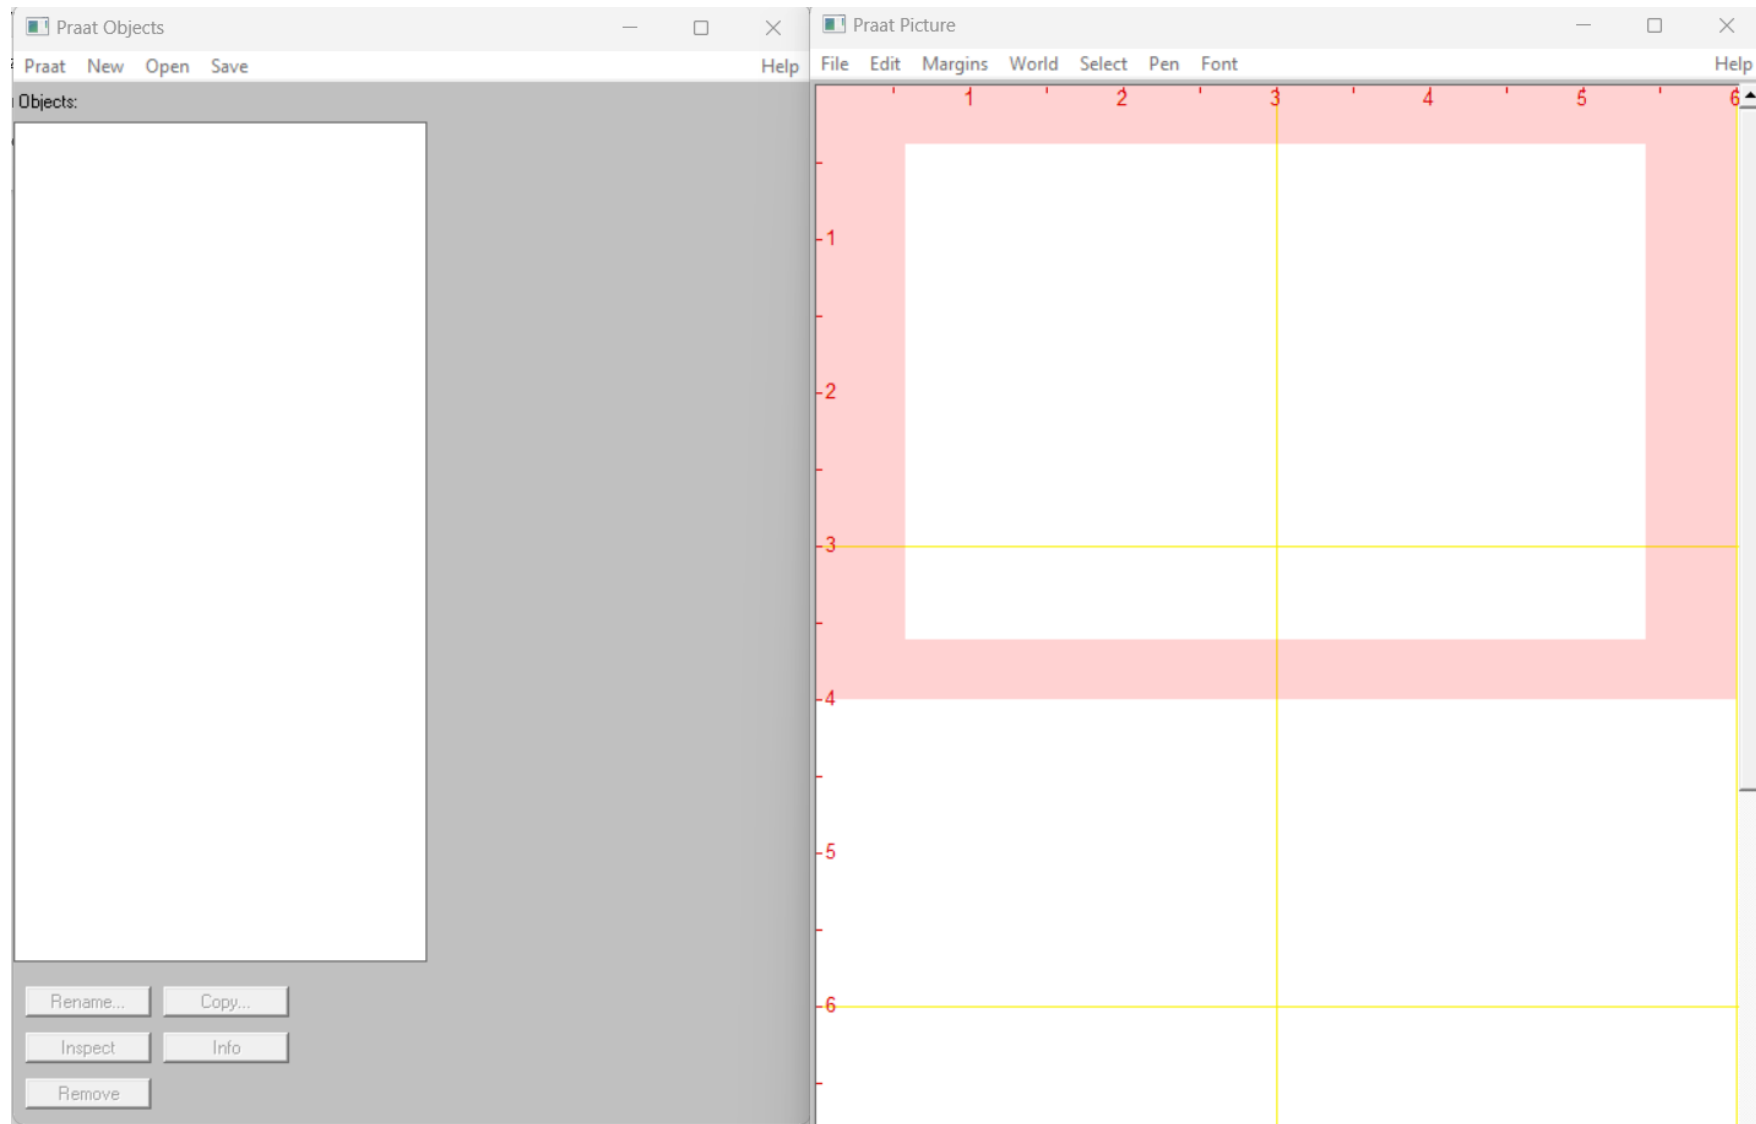 Praat Objects
Praat New Open Save Help
Objects:
Rename... Copy...
Inspect Info
Remove
Praat Picture
File Edit Margins World Select Pen Font Help
1 2 3 4 5 6
1
2
3
4
5
6